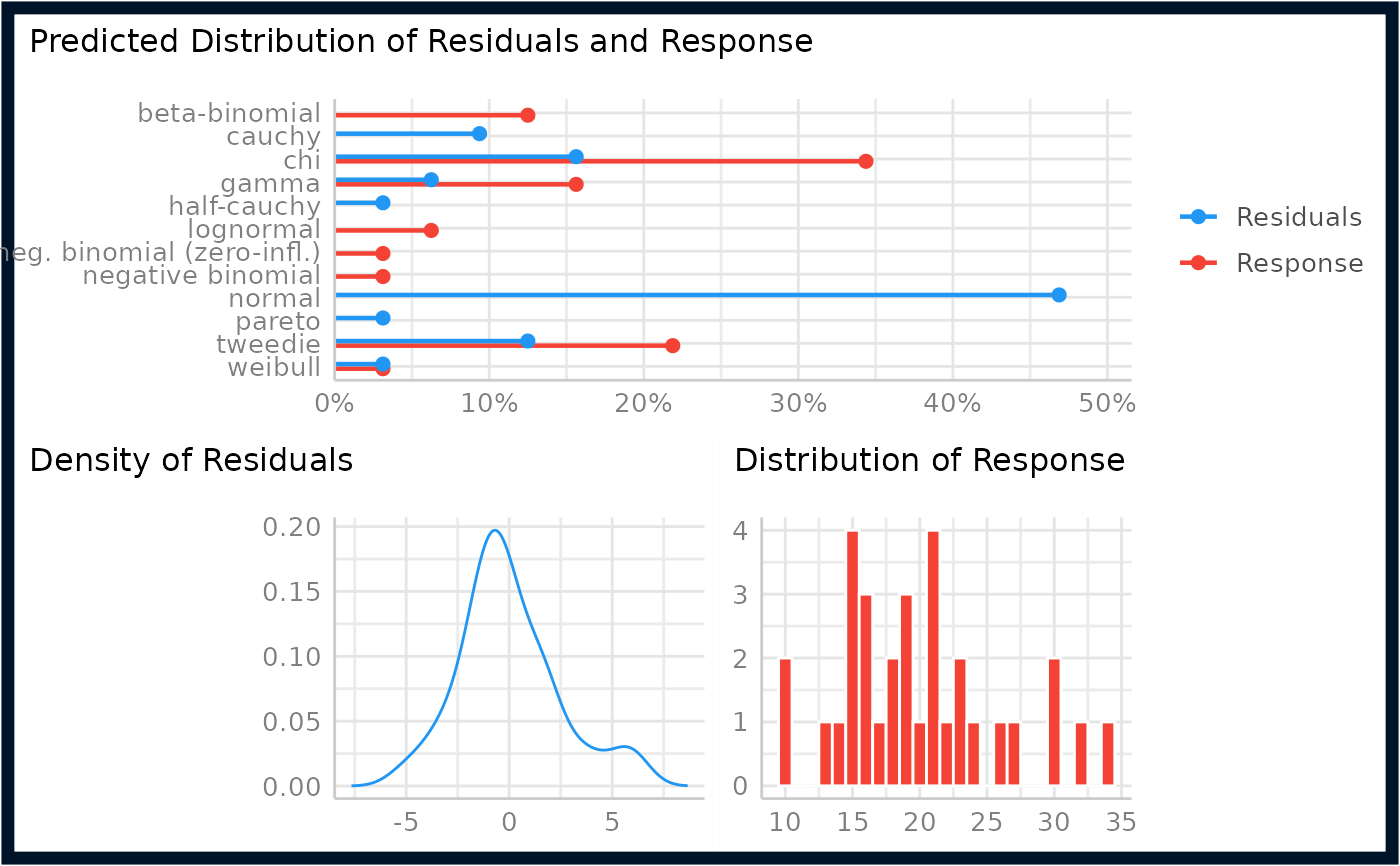 Predicted Distribution of Residuals and Response
beta-binomial
cauchy
chi
gamma
half-cauchy
lognormal
neg. binomial (zero-infl.)
negative binomial
normal
pareto
tweedie
weibull
0% 10% 20% 30% 40% 50%
Residuals
Response
Density of Residuals
0.20
0.15
0.10
0.05
0.00
-5 0 5
Distribution of Response
4
3
2
1
0
10 15 20 25 30 35